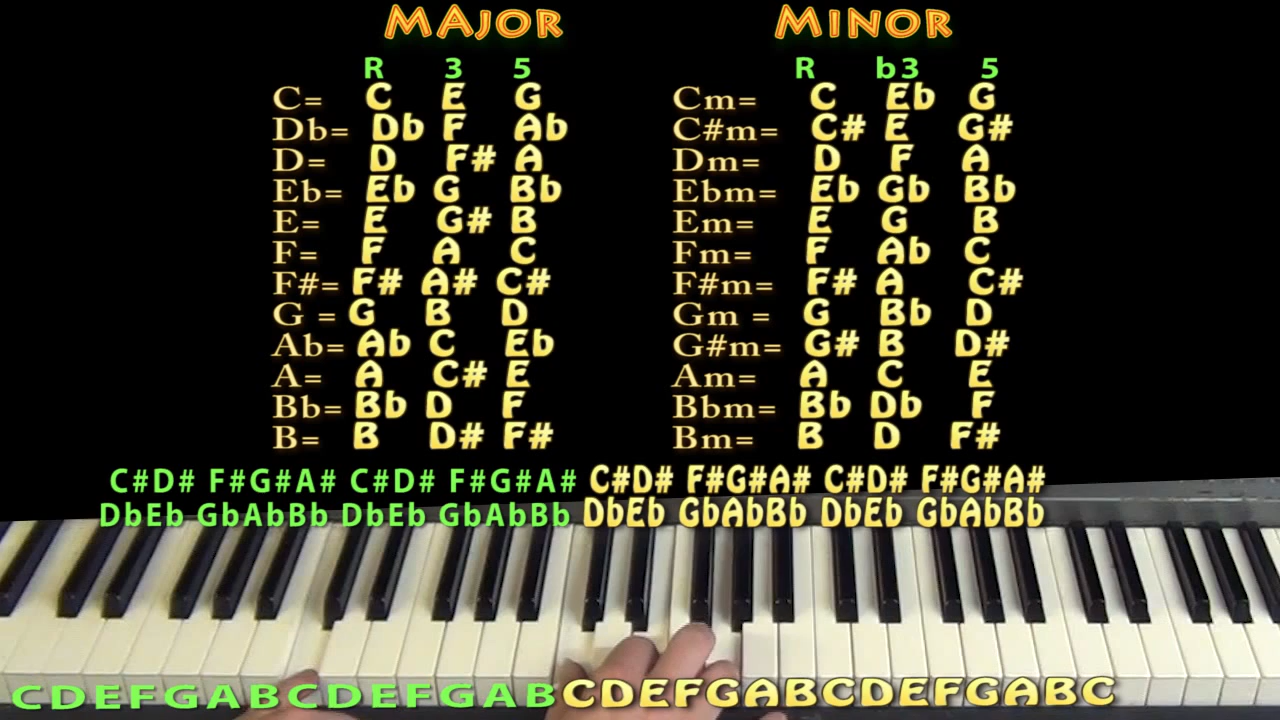 Major Minor
R 3 5 R b3 5
C= C E G Cm= C Eb G
Db= Db F Ab C#m= C# E G#
D= D F# A Dm= D F A
Eb= Eb G Bb Ebm= Eb Gb Bb
E= E G# B Em= E G B
F= F A C Fm= F Ab C
F#= F# A# C# F#m= F# A C#
G = G B D Gm = G Bb D
Ab= Ab C Eb G#m= G# B D#
A= A C# E Am= A C E
Bb= Bb D F Bbm= Bb Db F
B= B D# F# Bm= B D F#
C#D# F#G#A# C#D# F#G#A# C#D# F#G#A# C#D# F#G#A#
DbEb GbAbBb DbEb GbAbBb DbEb GbAbBb DbEb GbAbBb
CDEFGABCDEFGABCDEFGABCDEFGABC